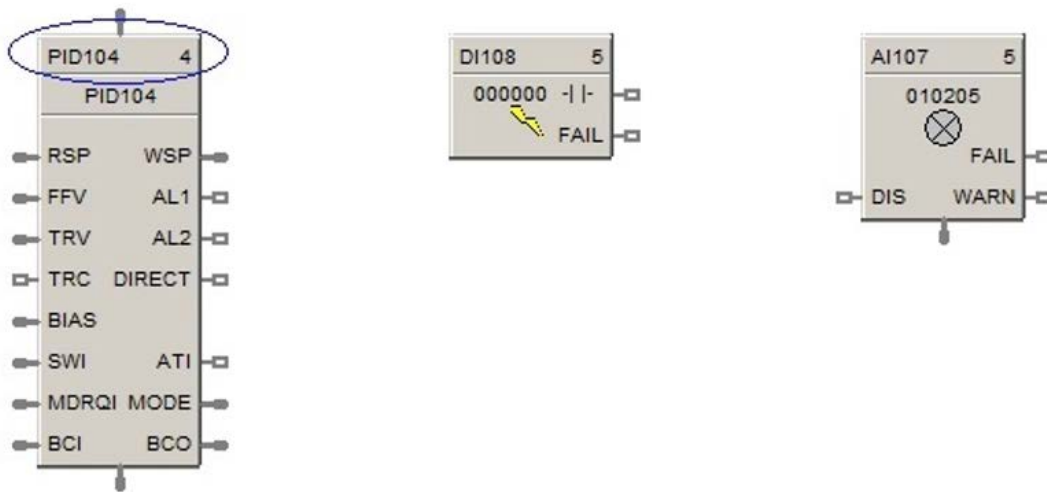 PID104 4
PID104
RSP WSP
FFV AL1
TRV AL2
TRC DIRECT
BIAS
SWI ATI
MDRQI MODE
BCI BCO
DI108 5
000000 -| |-
FAIL
AI107 5
010205
FAIL
DIS WARN